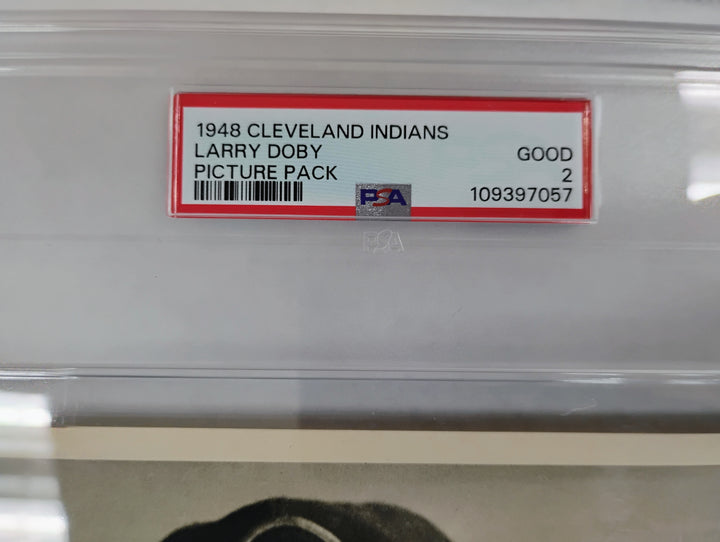 1948 CLEVELAND INDIANS
LARRY DOBY
GOOD
PICTURE PACK
2
PSA
109397057
PSA